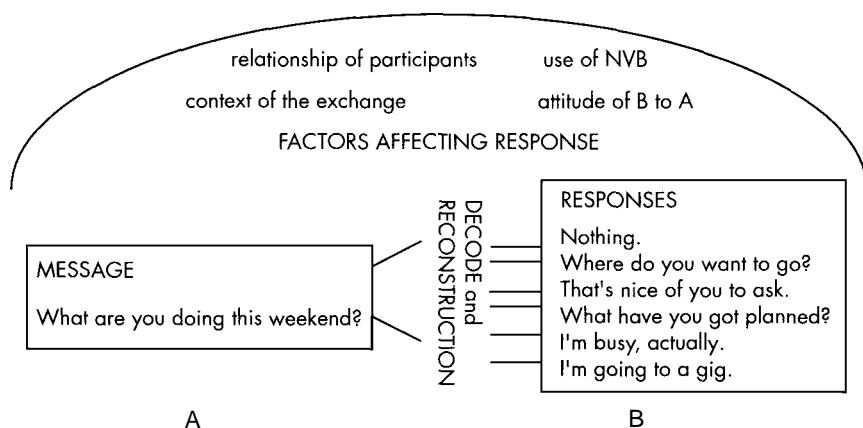 relationship of participants use of NVB
context of the exchange attitude of B to A
FACTORS AFFECTING RESPONSE
MESSAGE
What are you doing this weekend?
DECODE and
RECONSTRUCTION
RESPONSES
Nothing.
Where do you want to go?
That's nice of you to ask.
What have you got planned?
I'm busy, actually.
I'm going to a gig.
A B